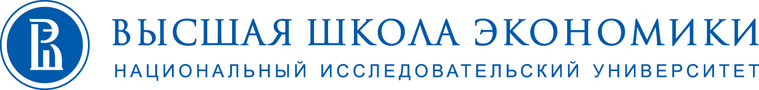 ВЫСШАЯ ШКОЛА ЭКОНОМИКИ
НАЦИОНАЛЬНЫЙ ИССЛЕДОВАТЕЛЬСКИЙ УНИВЕРСИТЕТ